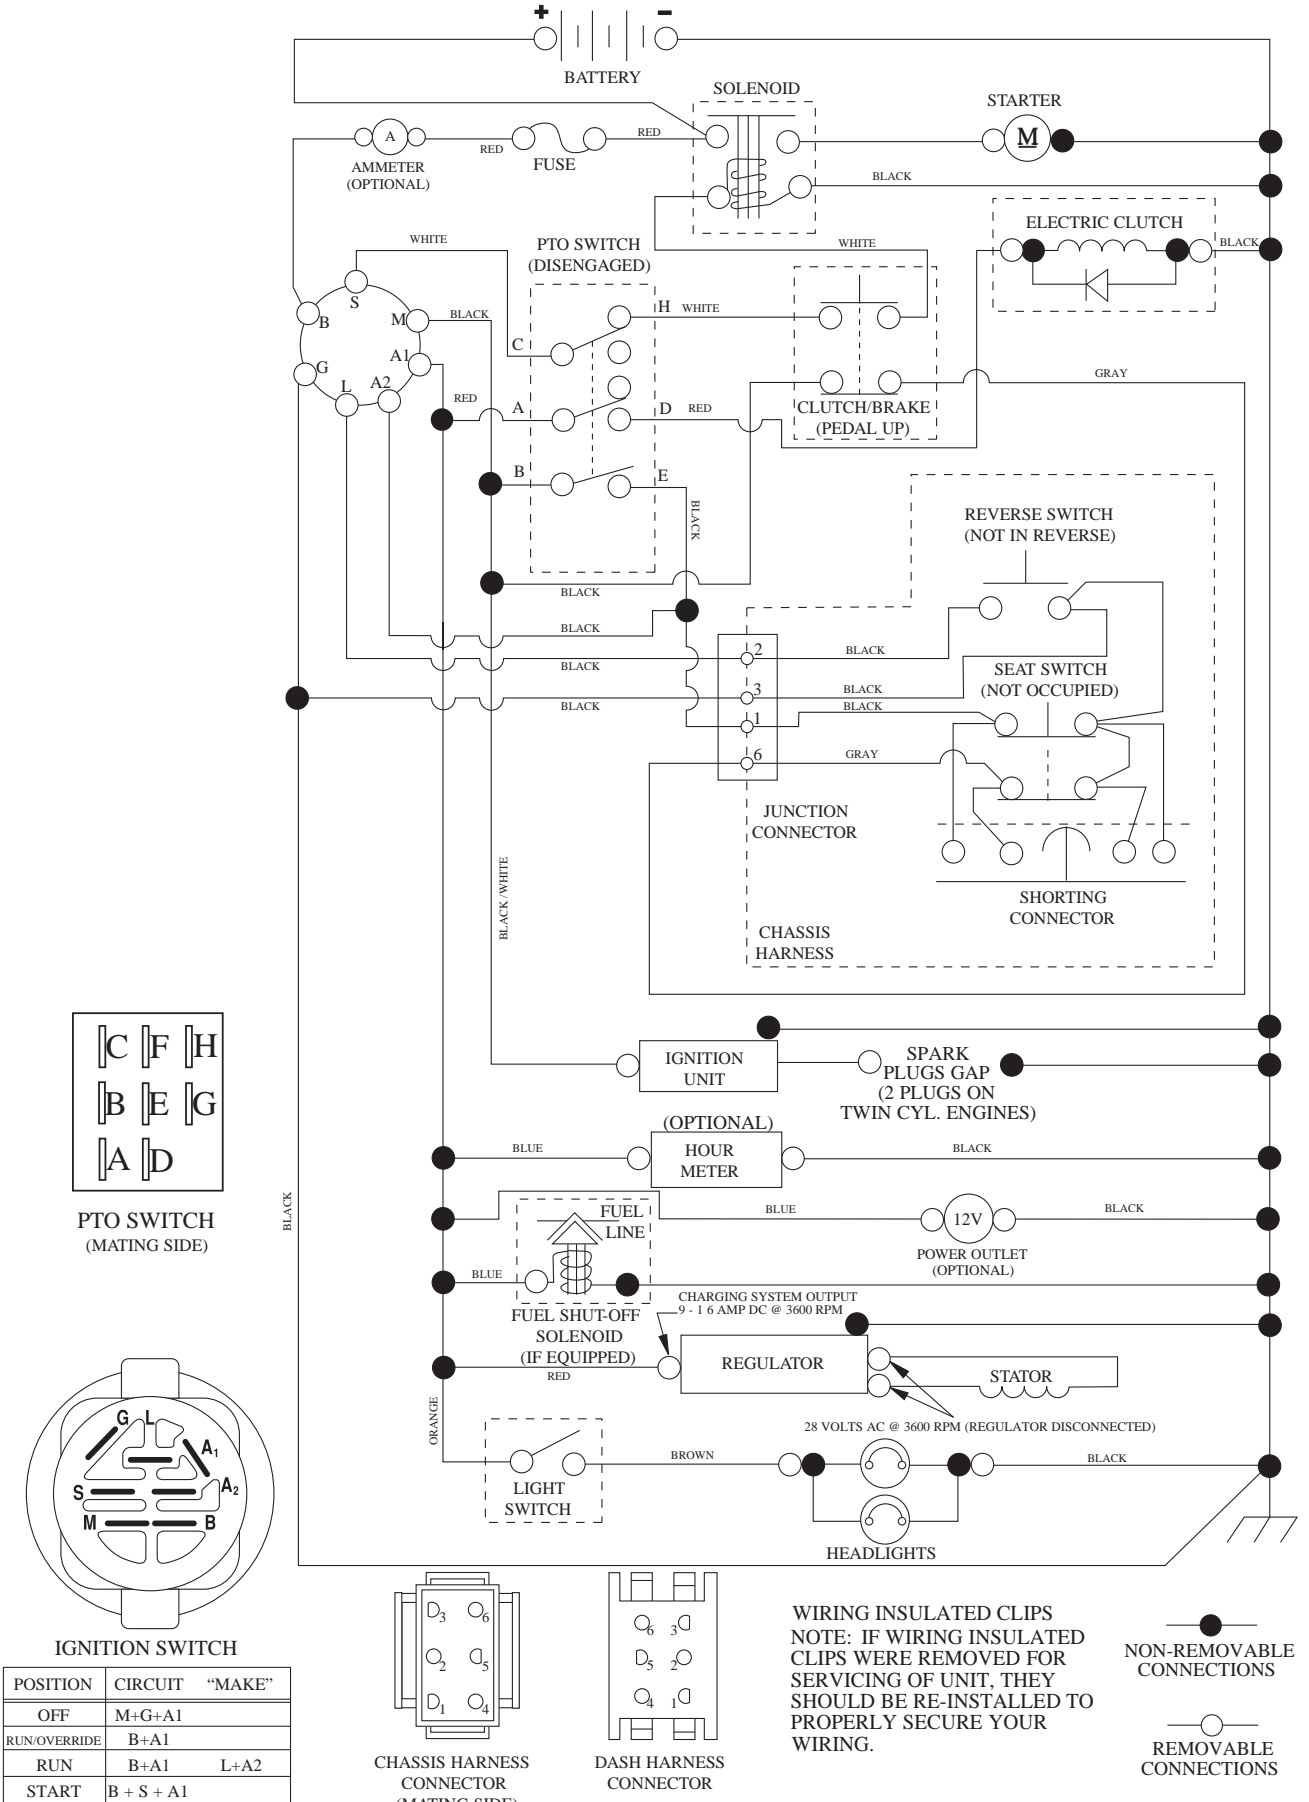 + −
BATTERY
SOLENOID
STARTER
M
A
AMMETER
(OPTIONAL)
RED
FUSE
RED
BLACK
ELECTRIC CLUTCH
BLACK
WHITE
PTO SWITCH
(DISENGAGED)
WHITE
S
B
M
BLACK
G
A1
L
A2
RED
C
H
WHITE
A
D
RED
B
E
CLUTCH/BRAKE
(PEDAL UP)
GRAY
BLACK
REVERSE SWITCH
(NOT IN REVERSE)
BLACK
BLACK
BLACK
BLACK
2
BLACK
SEAT SWITCH
(NOT OCCUPIED)
3
BLACK
1
BLACK
6
GRAY
JUNCTION
CONNECTOR
SHORTING
CONNECTOR
CHASSIS
HARNESS
BLACK/WHITE
C F H
B E G
A D
PTO SWITCH
(MATING SIDE)
BLACK
IGNITION
UNIT
SPARK
PLUGS GAP
(2 PLUGS ON
TWIN CYL. ENGINES)
(OPTIONAL)
HOUR
METER
BLUE
BLACK
BLUE
12V
BLACK
POWER OUTLET
(OPTIONAL)
FUEL
LINE
BLUE
FUEL SHUT-OFF
SOLENOID
(IF EQUIPPED)
CHARGING SYSTEM OUTPUT
9 - 1 6 AMP DC @ 3600 RPM
RED
REGULATOR
STATOR
28 VOLTS AC @ 3600 RPM (REGULATOR DISCONNECTED)
ORANGE
LIGHT
SWITCH
BROWN
BLACK
HEADLIGHTS
G L
A1
S
A2
M
B
IGNITION SWITCH
POSITION CIRCUIT “MAKE”
OFF M+G+A1
RUN/OVERRIDE B+A1
RUN B+A1 L+A2
START B + S + A1
3 6
2 5
1 4
CHASSIS HARNESS
CONNECTOR
(MATING SIDE)
6 3
5 2
4 1
DASH HARNESS
CONNECTOR
WIRING INSULATED CLIPS
NOTE: IF WIRING INSULATED
CLIPS WERE REMOVED FOR
SERVICING OF UNIT, THEY
SHOULD BE RE-INSTALLED TO
PROPERLY SECURE YOUR
WIRING.
NON-REMOVABLE
CONNECTIONS
REMOVABLE
CONNECTIONS